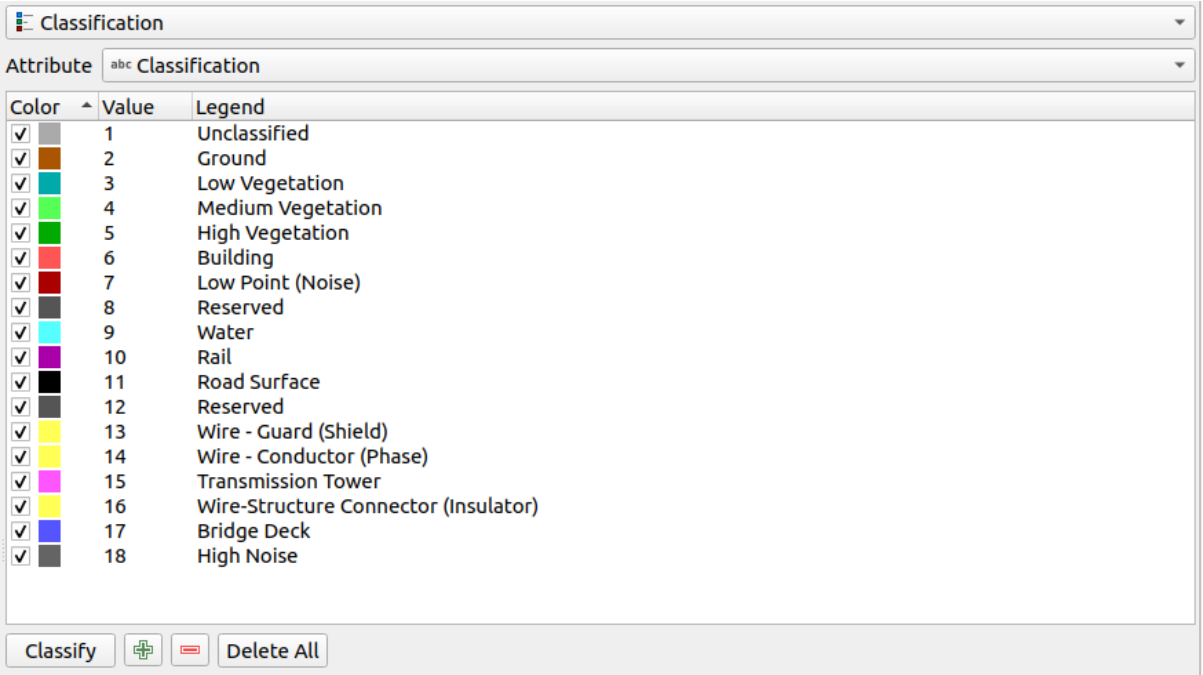 Classification
Attribute abc Classification
Color Value Legend
1 Unclassified
2 Ground
3 Low Vegetation
4 Medium Vegetation
5 High Vegetation
6 Building
7 Low Point (Noise)
8 Reserved
9 Water
10 Rail
11 Road Surface
12 Reserved
13 Wire - Guard (Shield)
14 Wire - Conductor (Phase)
15 Transmission Tower
16 Wire-Structure Connector (Insulator)
17 Bridge Deck
18 High Noise
Classify Delete All